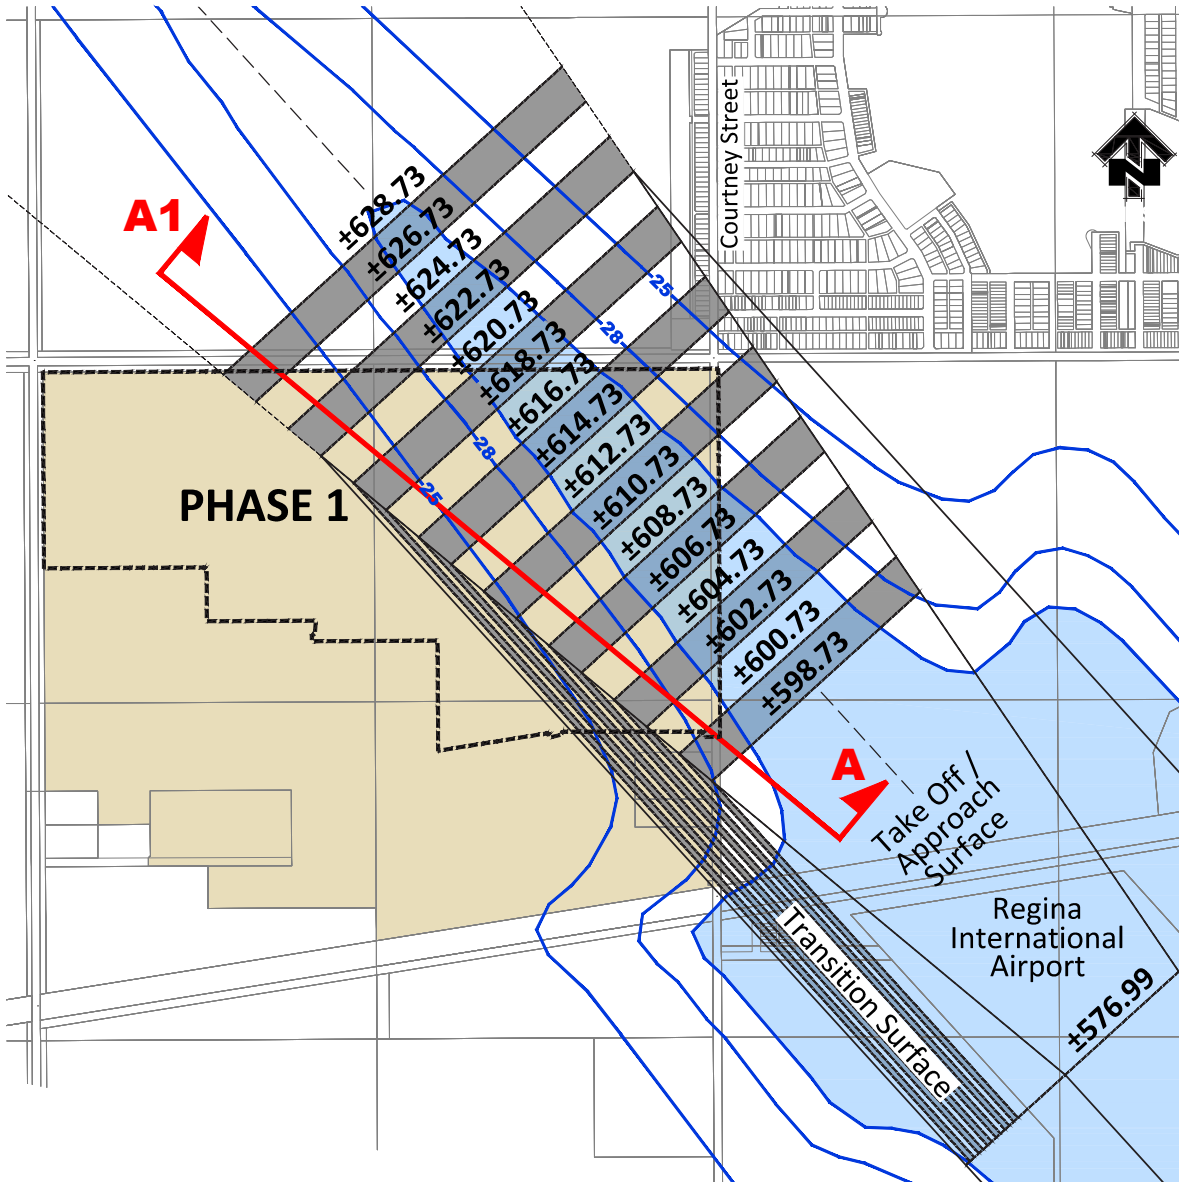 Courtney Street
N
A1
±628.73
±626.73
±624.73
±622.73
±620.73
±618.73
±616.73
±614.73
±612.73
±610.73
±608.73
±606.73
±604.73
±602.73
±600.73
±598.73
25
28
28
25
PHASE 1
A
Take Off /
Approach
Surface
Regina
International
Airport
±576.99
Transition Surface